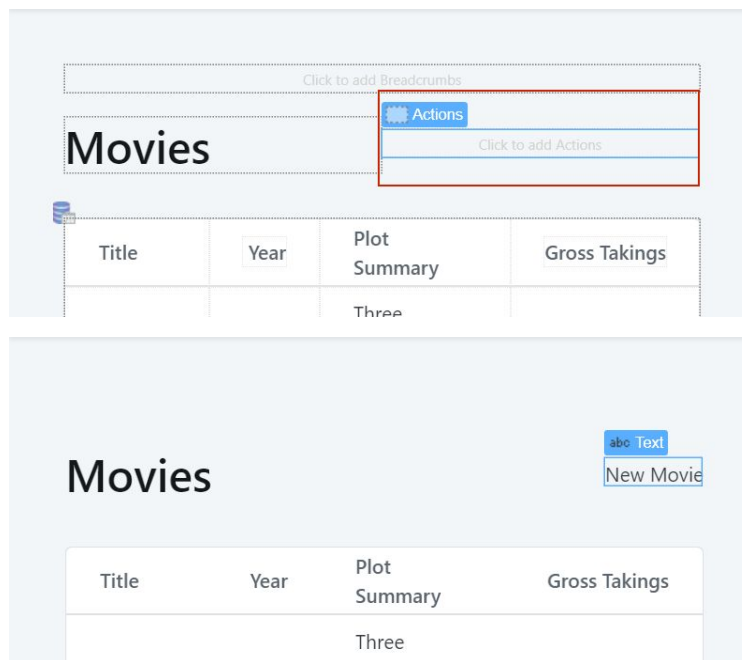 Click to add Breadcrumbs
Actions
Movies
Click to add Actions
Title Year Plot Summary Gross Takings
Three
abc Text
Movies
New Movie
Title Year Plot Summary Gross Takings
Three